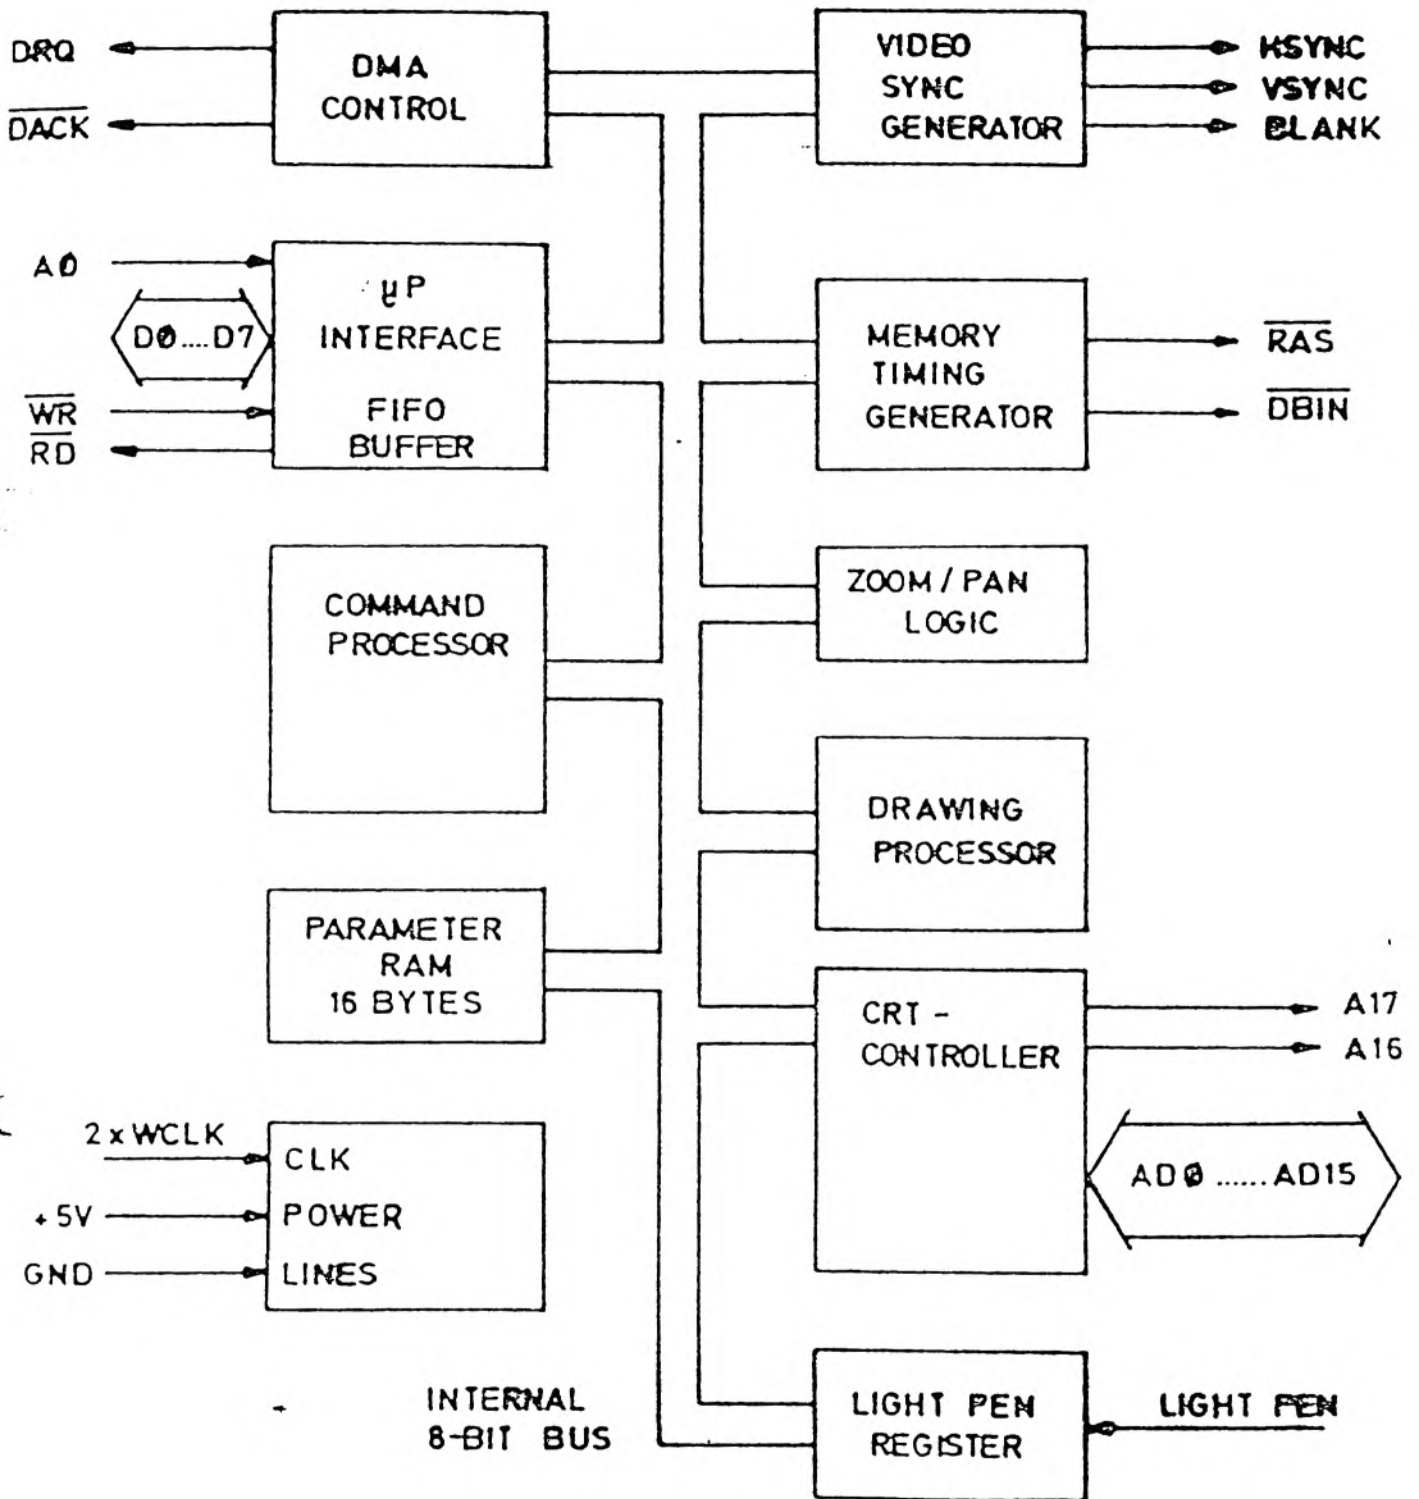 DRQ
DACK
DMA
CONTROL
VIDEO
SYNC
GENERATOR
HSYNC
VSYNC
BLANK
A0
D0....D7
WR
RD
µP
INTERFACE
FIFO
BUFFER
MEMORY
TIMING
GENERATOR
RAS
DBIN
COMMAND
PROCESSOR
ZOOM / PAN
LOGIC
DRAWING
PROCESSOR
PARAMETER
RAM
16 BYTES
CRT -
CONTROLLER
A17
A16
AD0 ...... AD15
2xWCLK
+5V
GND
CLK
POWER
LINES
INTERNAL
8-BIT BUS
LIGHT PEN
REGISTER
LIGHT PEN